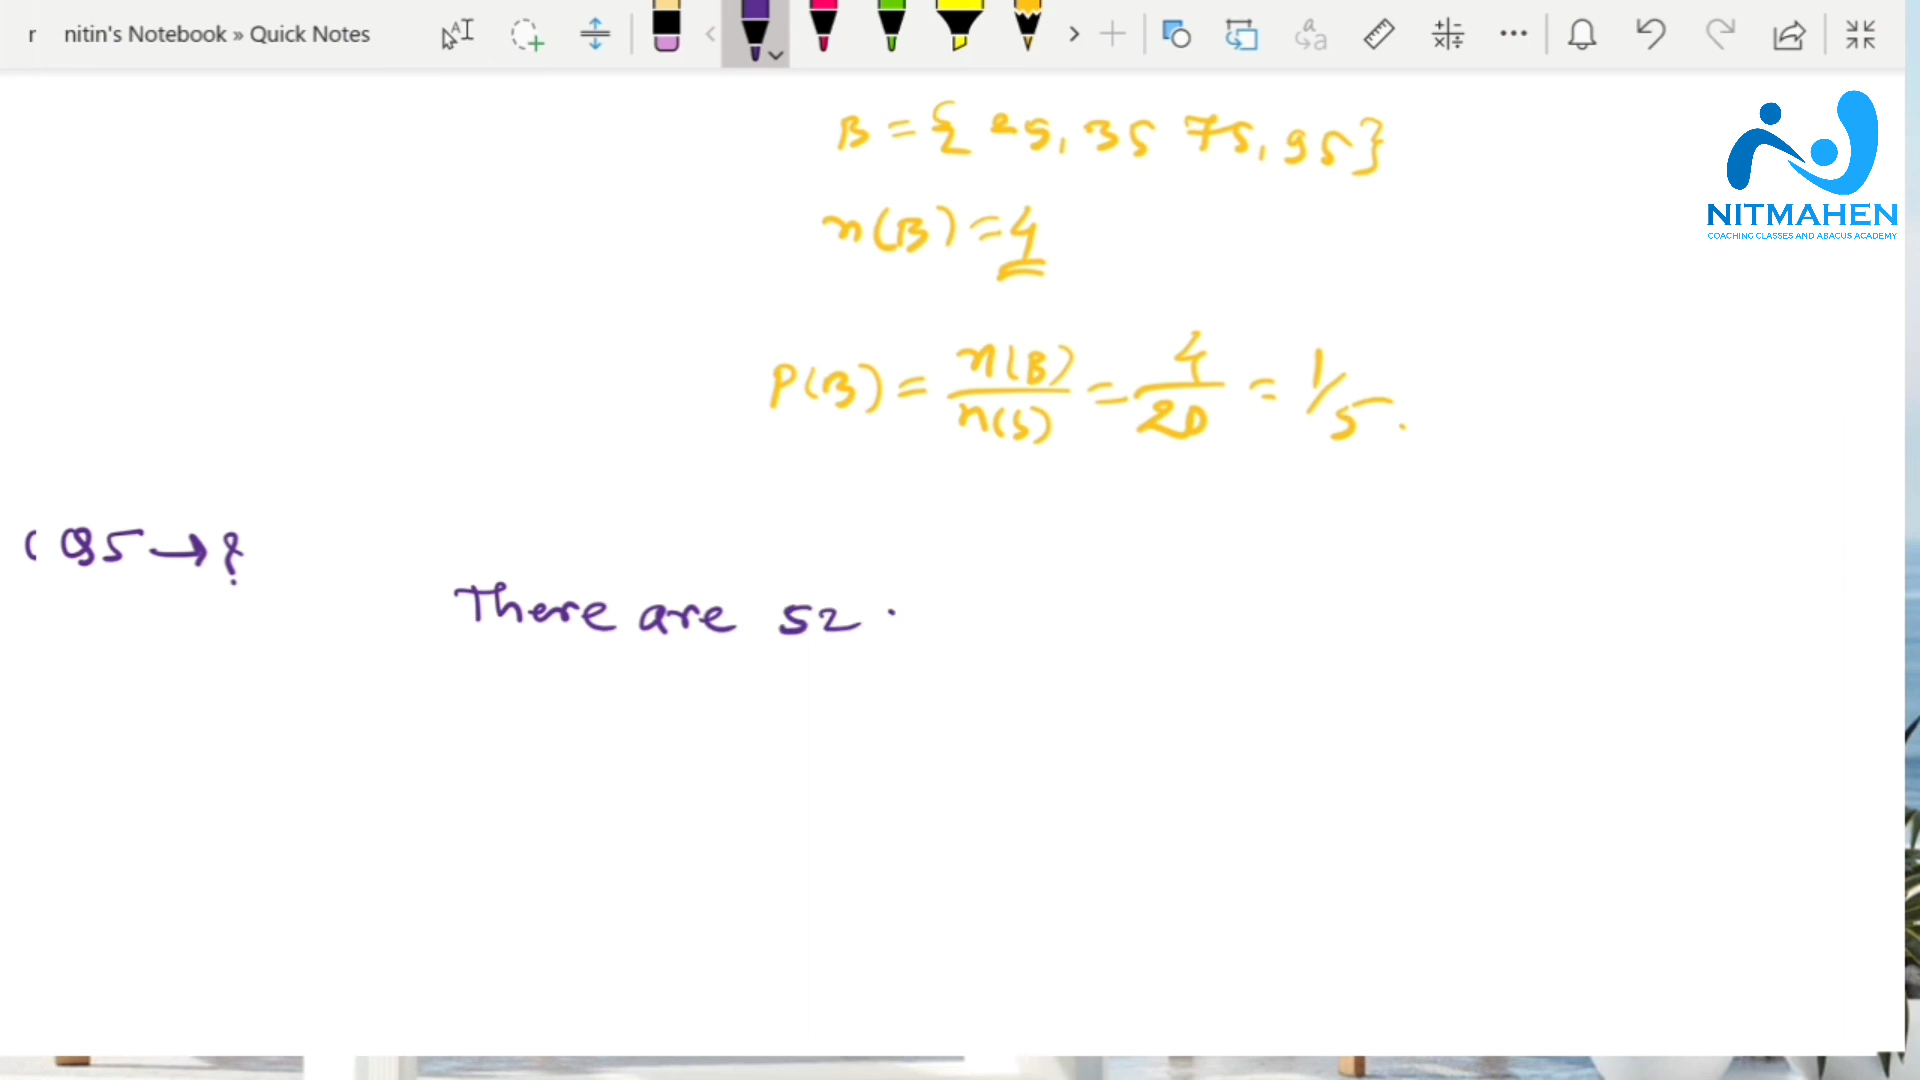 r nitin's Notebook » Quick Notes
B = { 25, 35 75, 95}
n(B) = 4
P(B) = n(B)/n(S) = 4/20 = 1/5.
NITMAHEN
COACHING CLASSES AND ABACUS ACADEMY
( Q5 → ?
There are 52 .